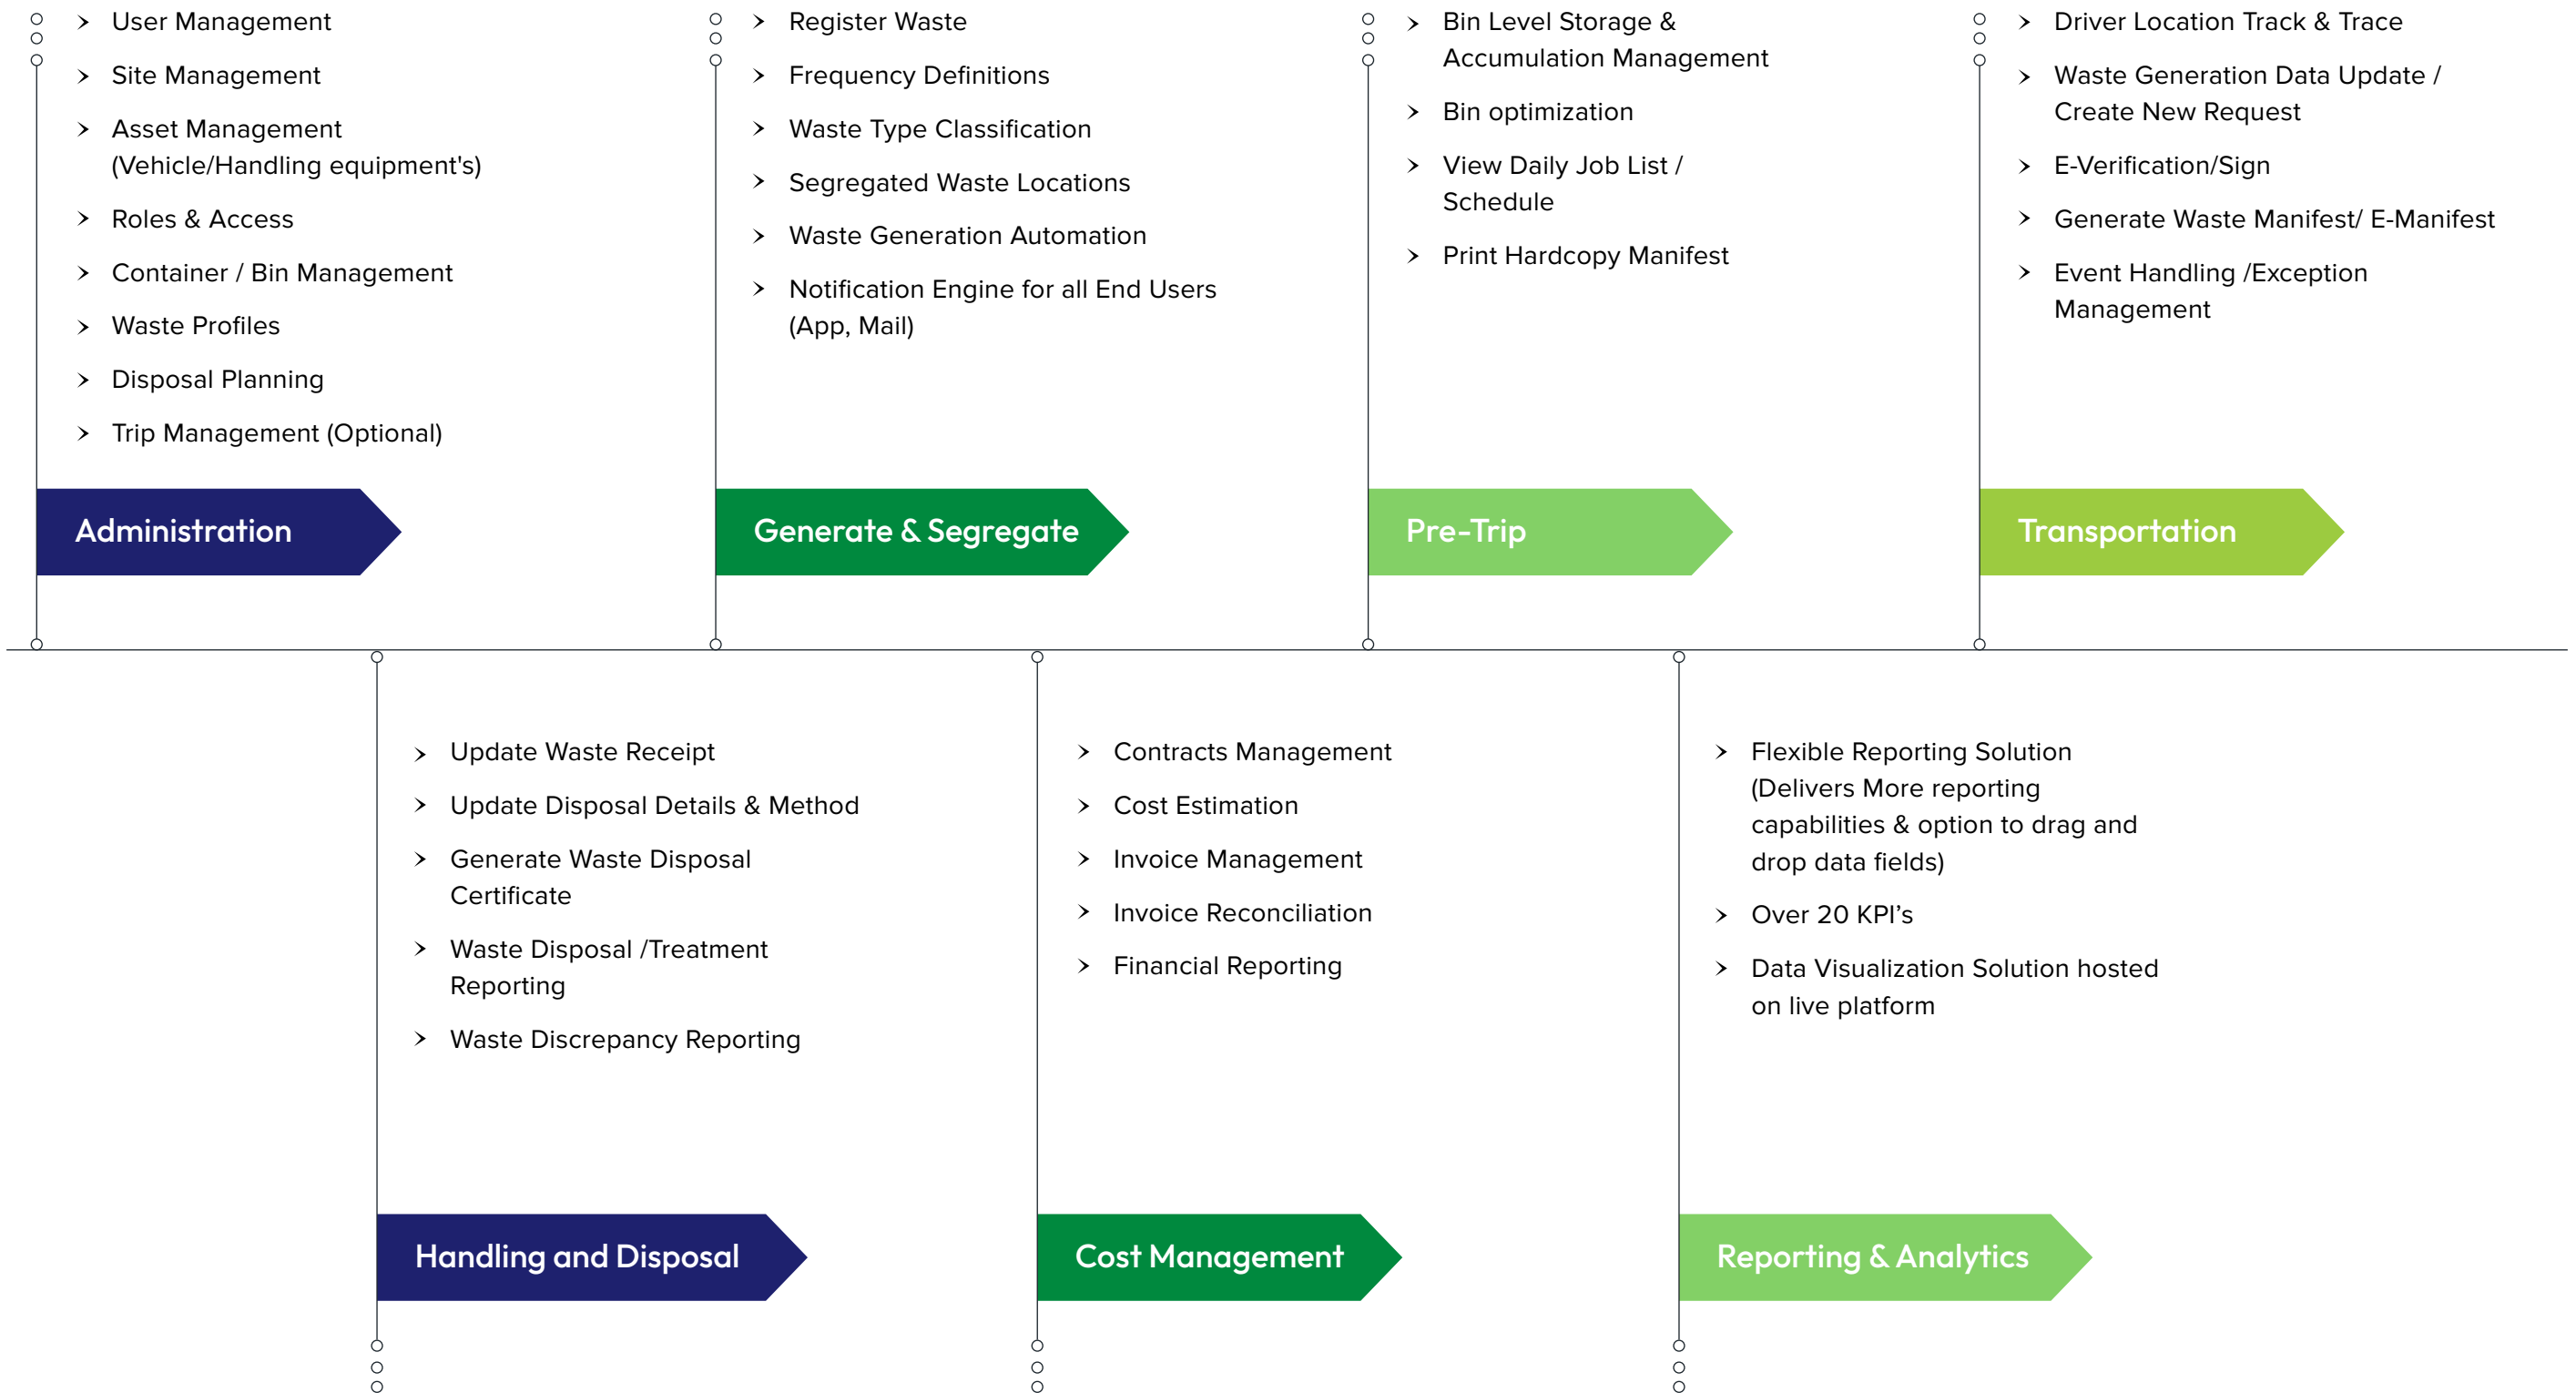 User Management
Site Management
Asset Management
(Vehicle/Handling equipment's)
Roles & Access
Container / Bin Management
Waste Profiles
Disposal Planning
Trip Management (Optional)
Administration
Register Waste
Frequency Definitions
Waste Type Classification
Segregated Waste Locations
Waste Generation Automation
Notification Engine for all End Users
(App, Mail)
Generate & Segregate
Bin Level Storage &
Accumulation Management
Bin optimization
View Daily Job List /
Schedule
Print Hardcopy Manifest
Pre-Trip
Driver Location Track & Trace
Waste Generation Data Update /
Create New Request
E-Verification/Sign
Generate Waste Manifest/ E-Manifest
Event Handling /Exception
Management
Transportation
Update Waste Receipt
Update Disposal Details & Method
Generate Waste Disposal
Certificate
Waste Disposal /Treatment
Reporting
Waste Discrepancy Reporting
Handling and Disposal
Contracts Management
Cost Estimation
Invoice Management
Invoice Reconciliation
Financial Reporting
Cost Management
Flexible Reporting Solution
(Delivers More reporting
capabilities & option to drag and
drop data fields)
Over 20 KPI’s
Data Visualization Solution hosted
on live platform
Reporting & Analytics